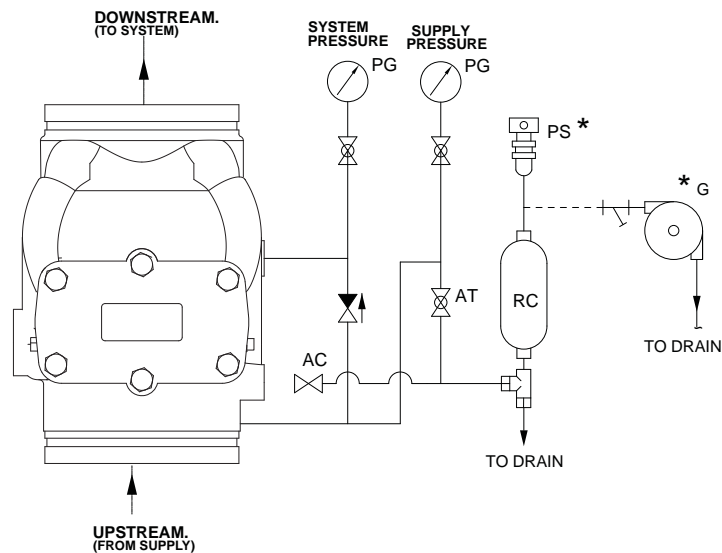 DOWNSTREAM.
(TO SYSTEM)
SYSTEM
PRESSURE
SUPPLY
PRESSURE
PG
PG
PS *
* G
AT
RC
TO DRAIN
AC
TO DRAIN
UPSTREAM.
(FROM SUPPLY)